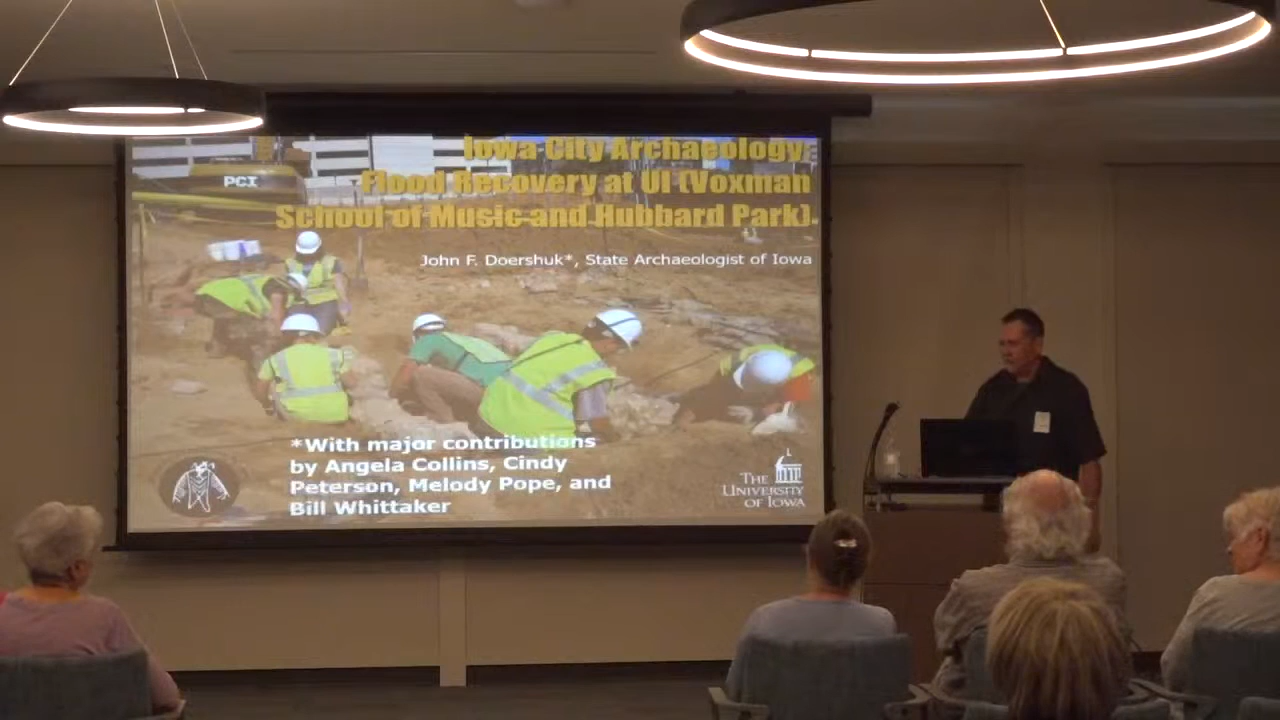 Iowa City Archaeology:
Flood Recovery at UI (Voxman
School of Music and Hubbard Park).
PCI
John F. Doershuk*, State Archaeologist of Iowa
*With major contributions
by Angela Collins, Cindy
Peterson, Melody Pope, and
Bill Whittaker
THE
UNIVERSITY
OF IOWA